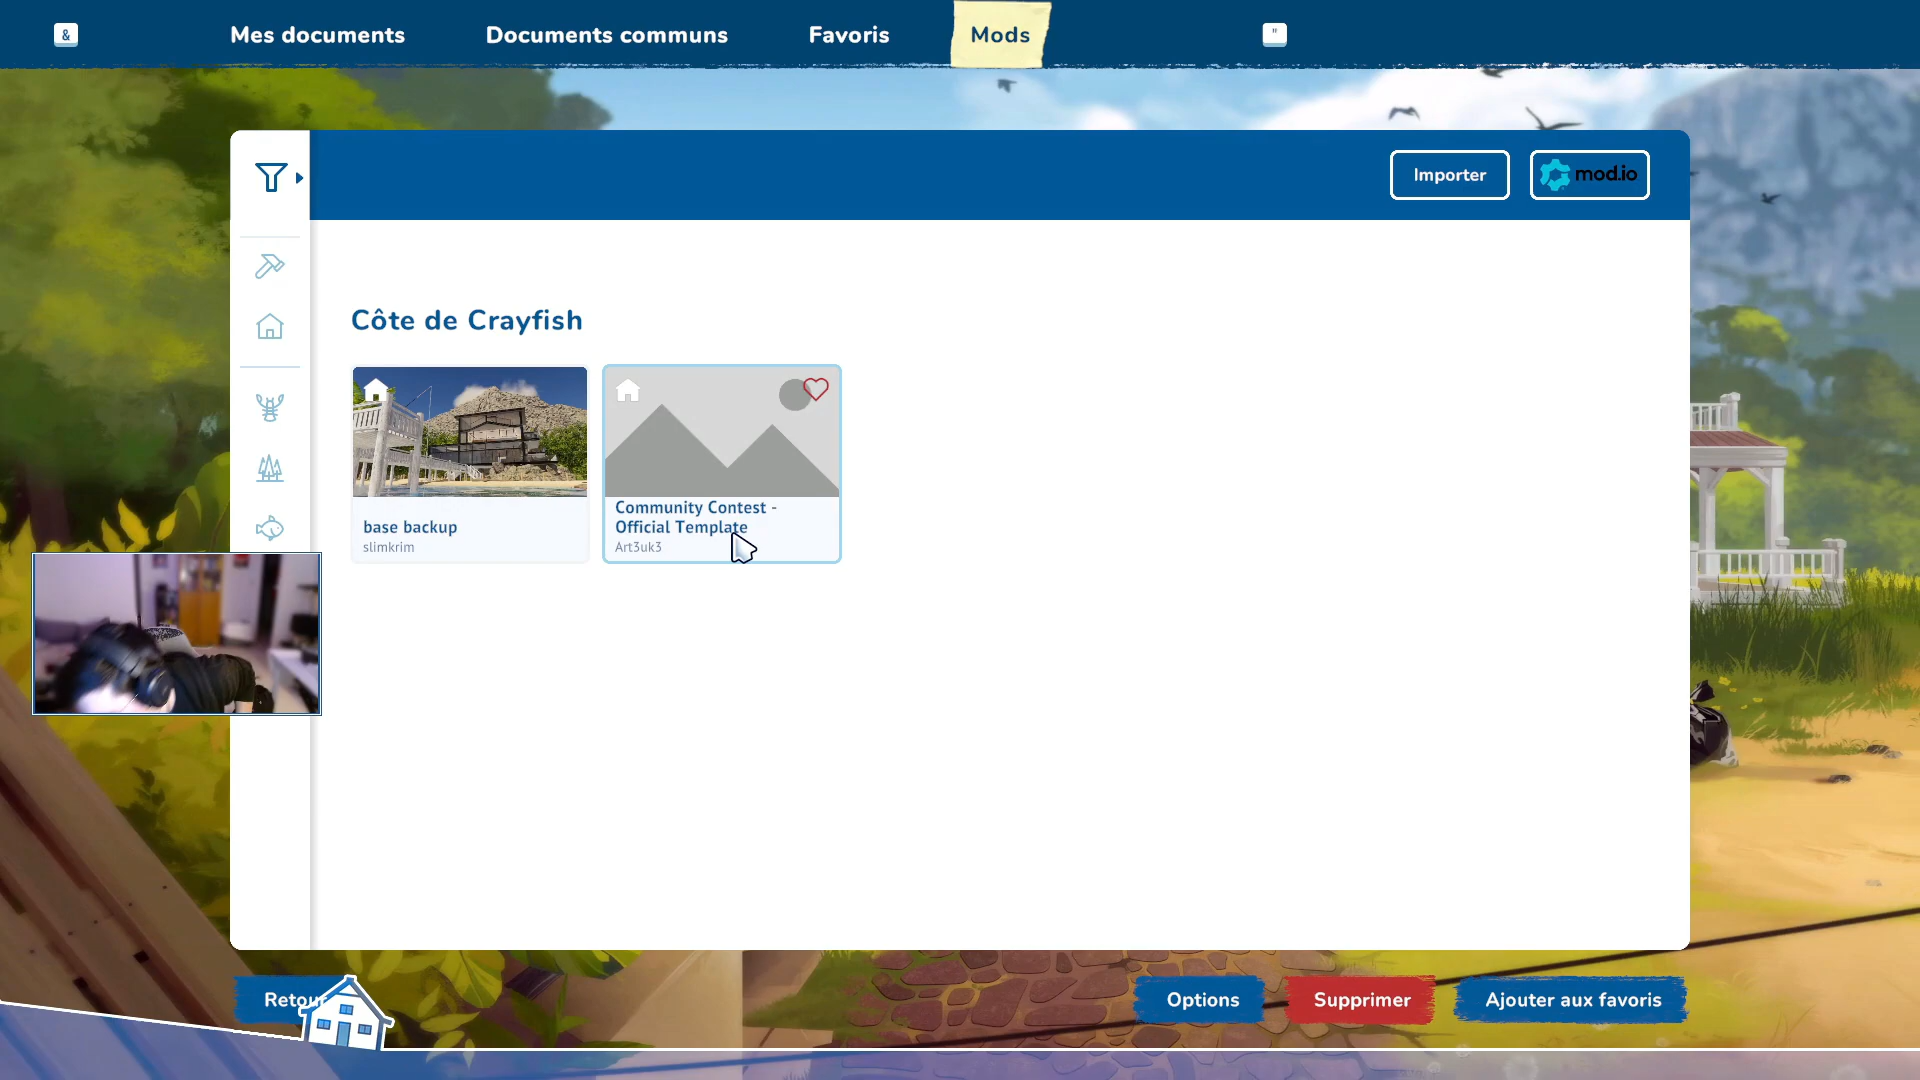 &
Mes documents
Documents communs
Favoris
Mods
"
Importer
mod.io
Côte de Crayfish
base backup
slimkrim
Community Contest -
Official Template
Art3uk3
Retour
Options
Supprimer
Ajouter aux favoris